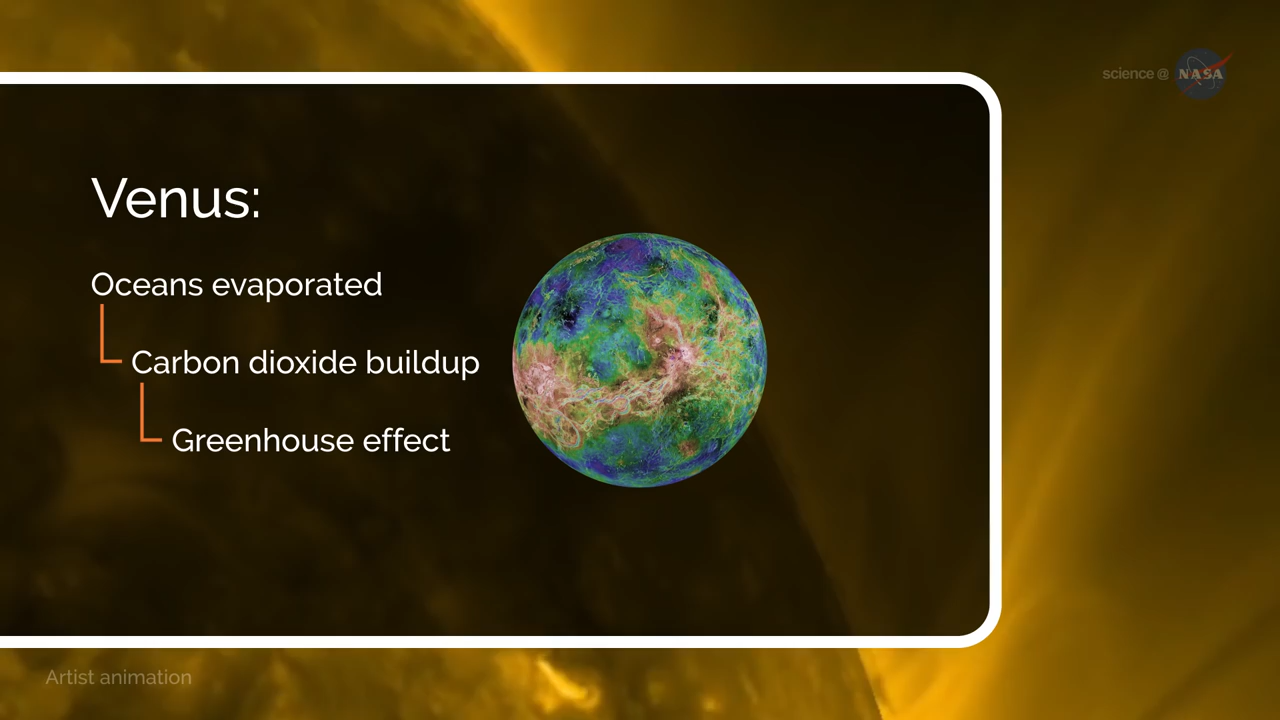 science @ NASA
Venus:
Oceans evaporated
Carbon dioxide buildup
Greenhouse effect
Artist animation